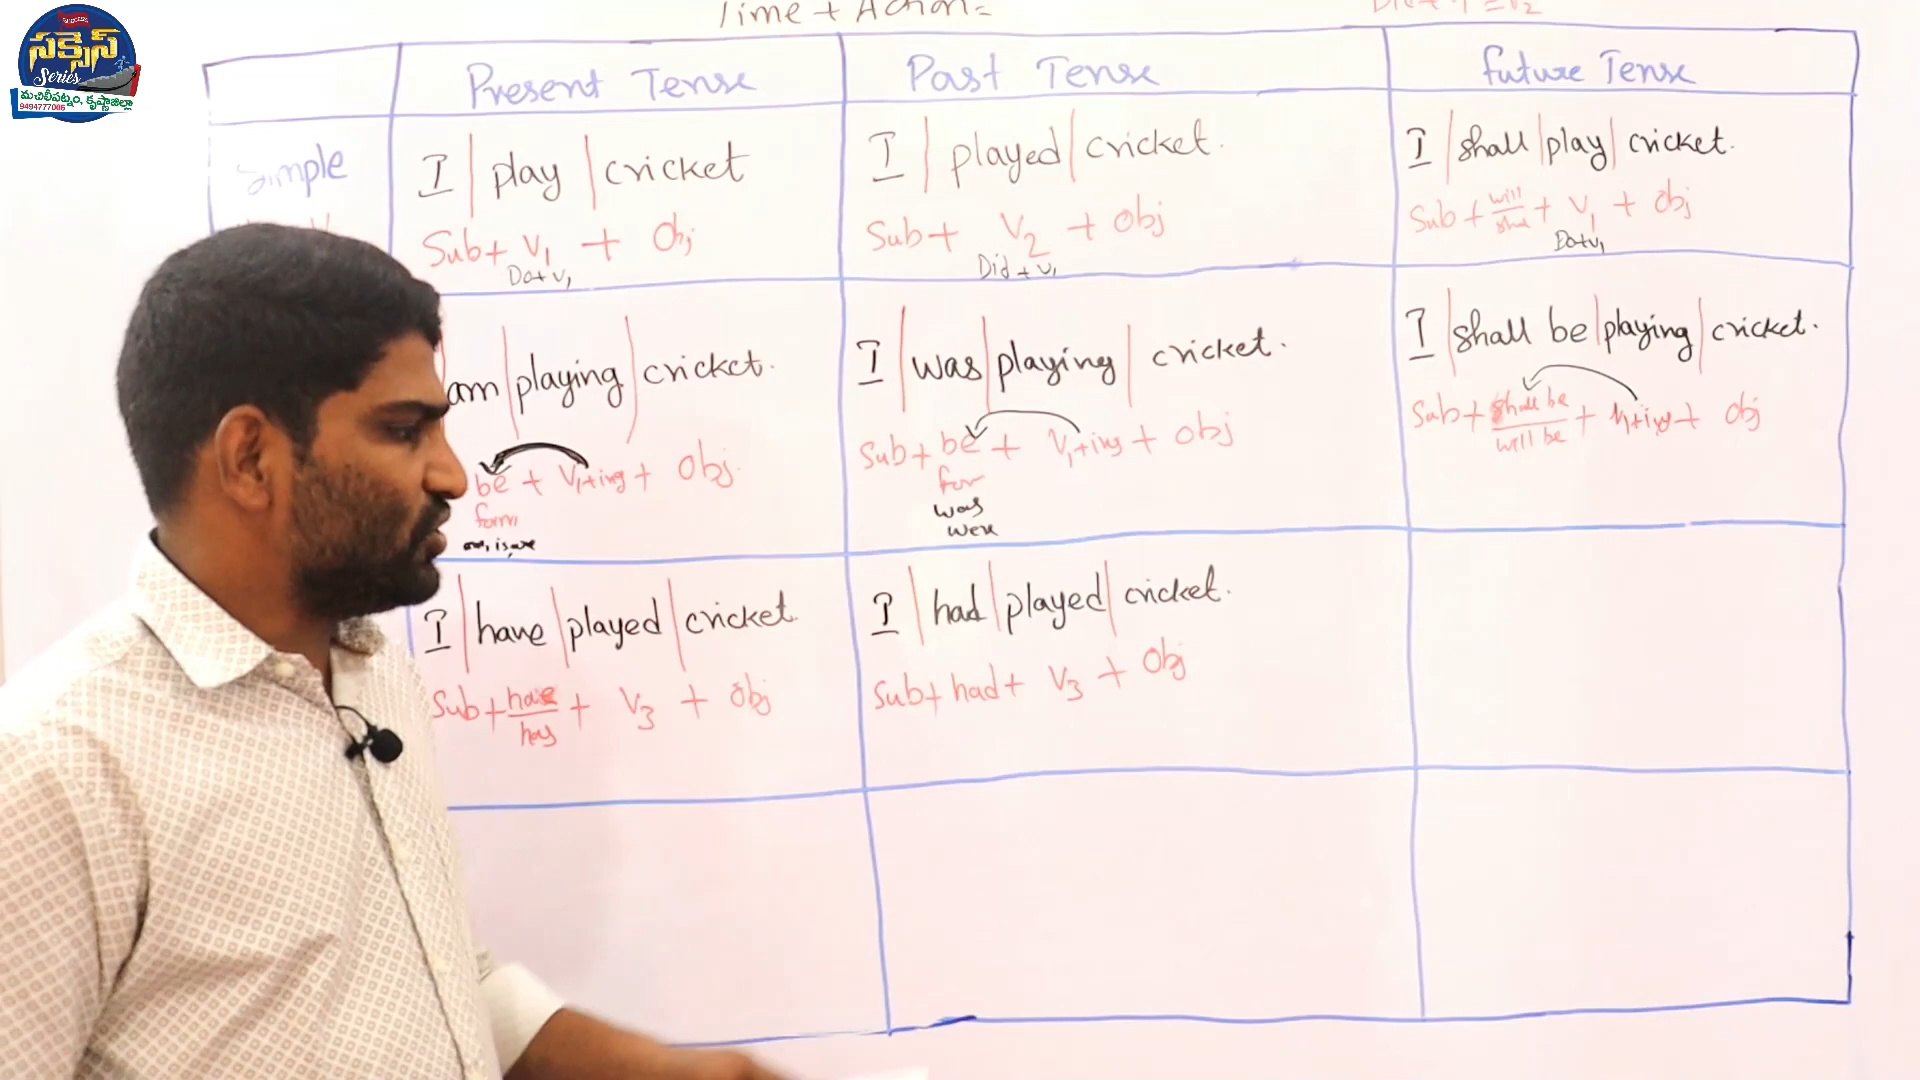 Success
సక్సెస్
Series
మచిలీపట్నం, కృష్ణాజిల్లా
9494777006
Time + Action =
Present Tense
Past Tense
future Tense
Simple
I | play | cricket
Sub + V1 + Obj
Do+V1
I | played | cricket.
Sub + V2 + Obj
Did + V1
I | shall | play | cricket.
Sub + will/shall + V1 + Obj
Do+V1
am | playing | cricket.
be + V1+ing + Obj.
form
am, is, are
I | was | playing | cricket.
Sub + be + V1+ing + Obj
for
was
were
I | shall be | playing | cricket.
Sub + shall be/will be + V1+ing + Obj
I | have | played | cricket.
Sub + have/has + V3 + Obj
I | had | played | cricket.
Sub + had + V3 + Obj